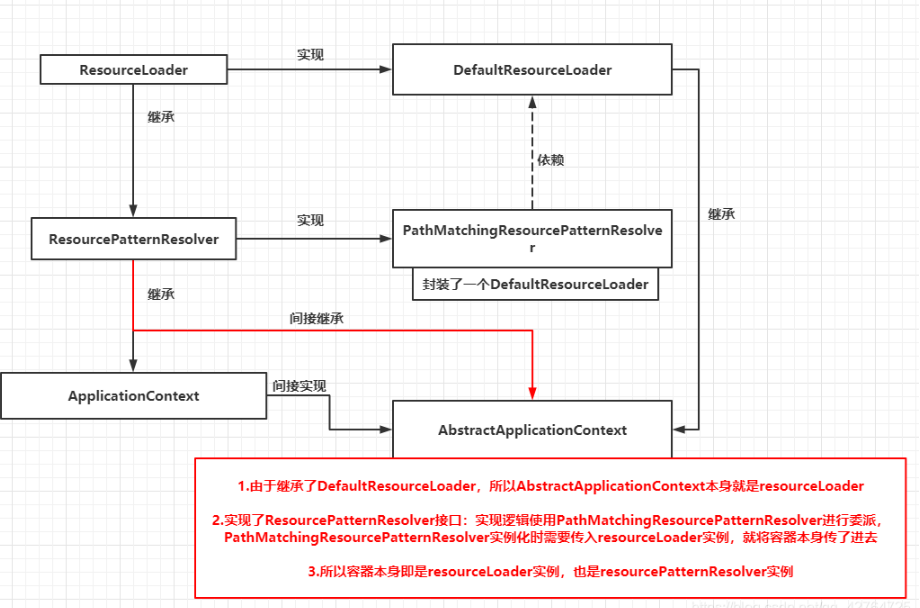 实现
ResourceLoader
DefaultResourceLoader
继承
依赖
继承
实现
ResourcePatternResolver
PathMatchingResourcePatternResolve
r
封装了一个DefaultResourceLoader
继承
间接继承
间接实现
ApplicationContext
AbstractApplicationContext
1.由于继承了DefaultResourceLoader，所以AbstractApplicationContext本身就是resourceLoader
2.实现了ResourcePatternResolver接口：实现逻辑使用PathMatchingResourcePatternResolver进行委派，
PathMatchingResourcePatternResolver实例化时需要传入resourceLoader实例，就将容器本身传了进去
3.所以容器本身即是resourceLoader实例，也是resourcePatternResolver实例